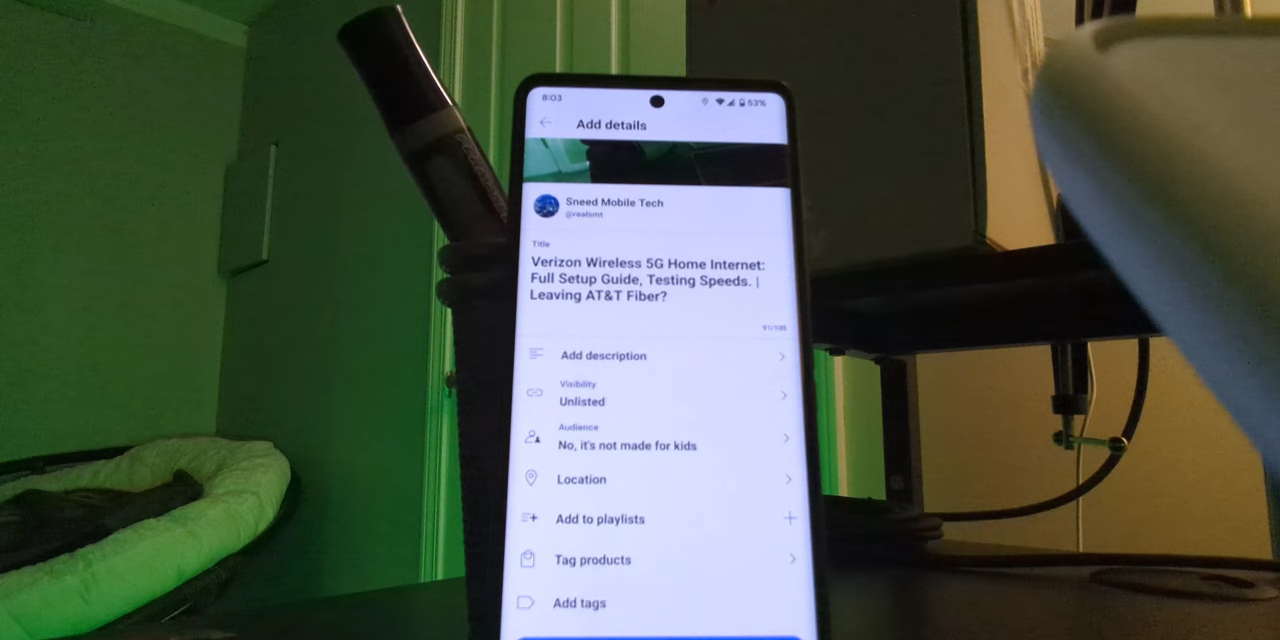 8:03
53%
Add details
Sneed Mobile Tech
@realsmt
Title
Verizon Wireless 5G Home Internet:
Full Setup Guide, Testing Speeds. |
Leaving AT&T Fiber?
91/100
Add description
Visibility
Unlisted
Audience
No, it's not made for kids
Location
Add to playlists
Tag products
Add tags